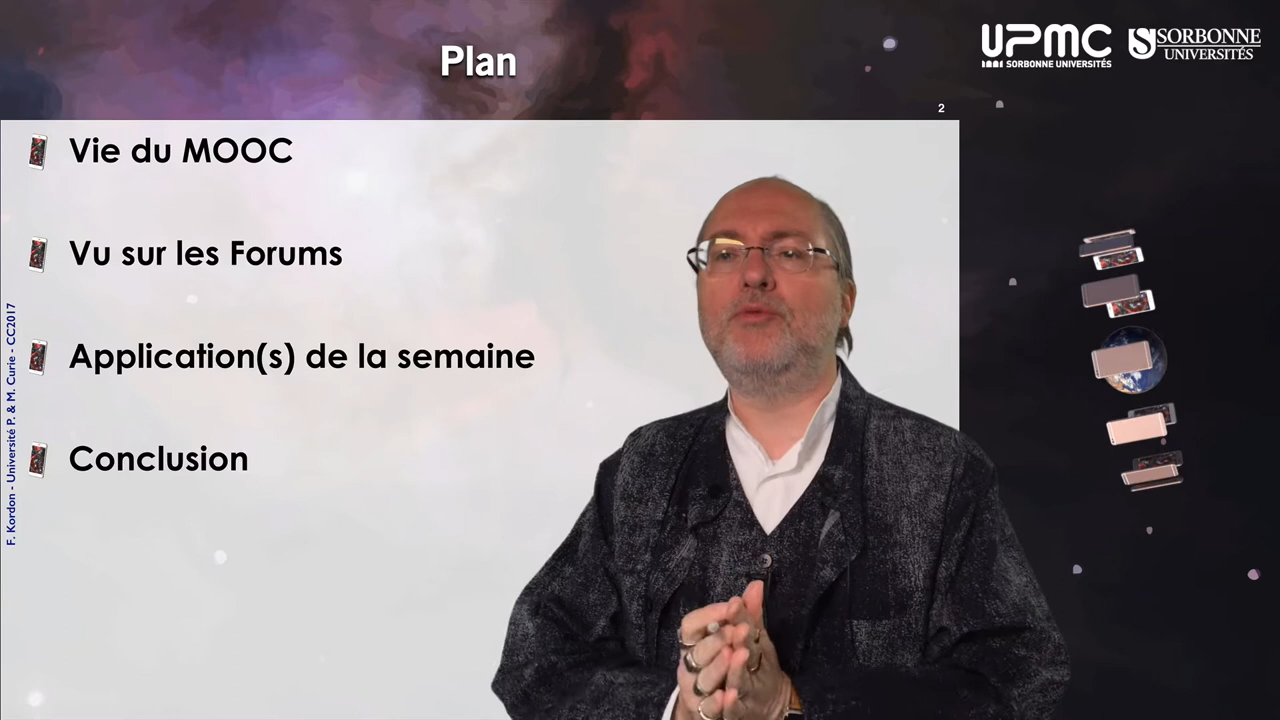 Plan
UPMC
SORBONNE UNIVERSITÉS
SORBONNE
UNIVERSITÉS
2
Vie du MOOC
Vu sur les Forums
Application(s) de la semaine
Conclusion
F. Kordon - Université P. & M. Curie - CC2017